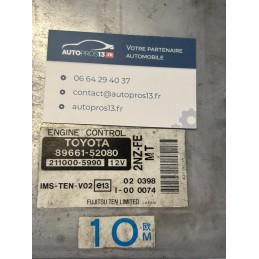 AUTOPROS13.fr
VOTRE PARTENAIRE
AUTOMOBILE
06 64 29 40 37
contact@autopros13.fr
autopros13.fr
ENGINE CONTROL
TOYOTA
89661-52080
211000-5990 12V
2NZ-FE
MT
IMS-TEN-V02 e13
02 0398
I-00 0074
FUJITSU TEN LIMITED JAPAN
10 欧
M